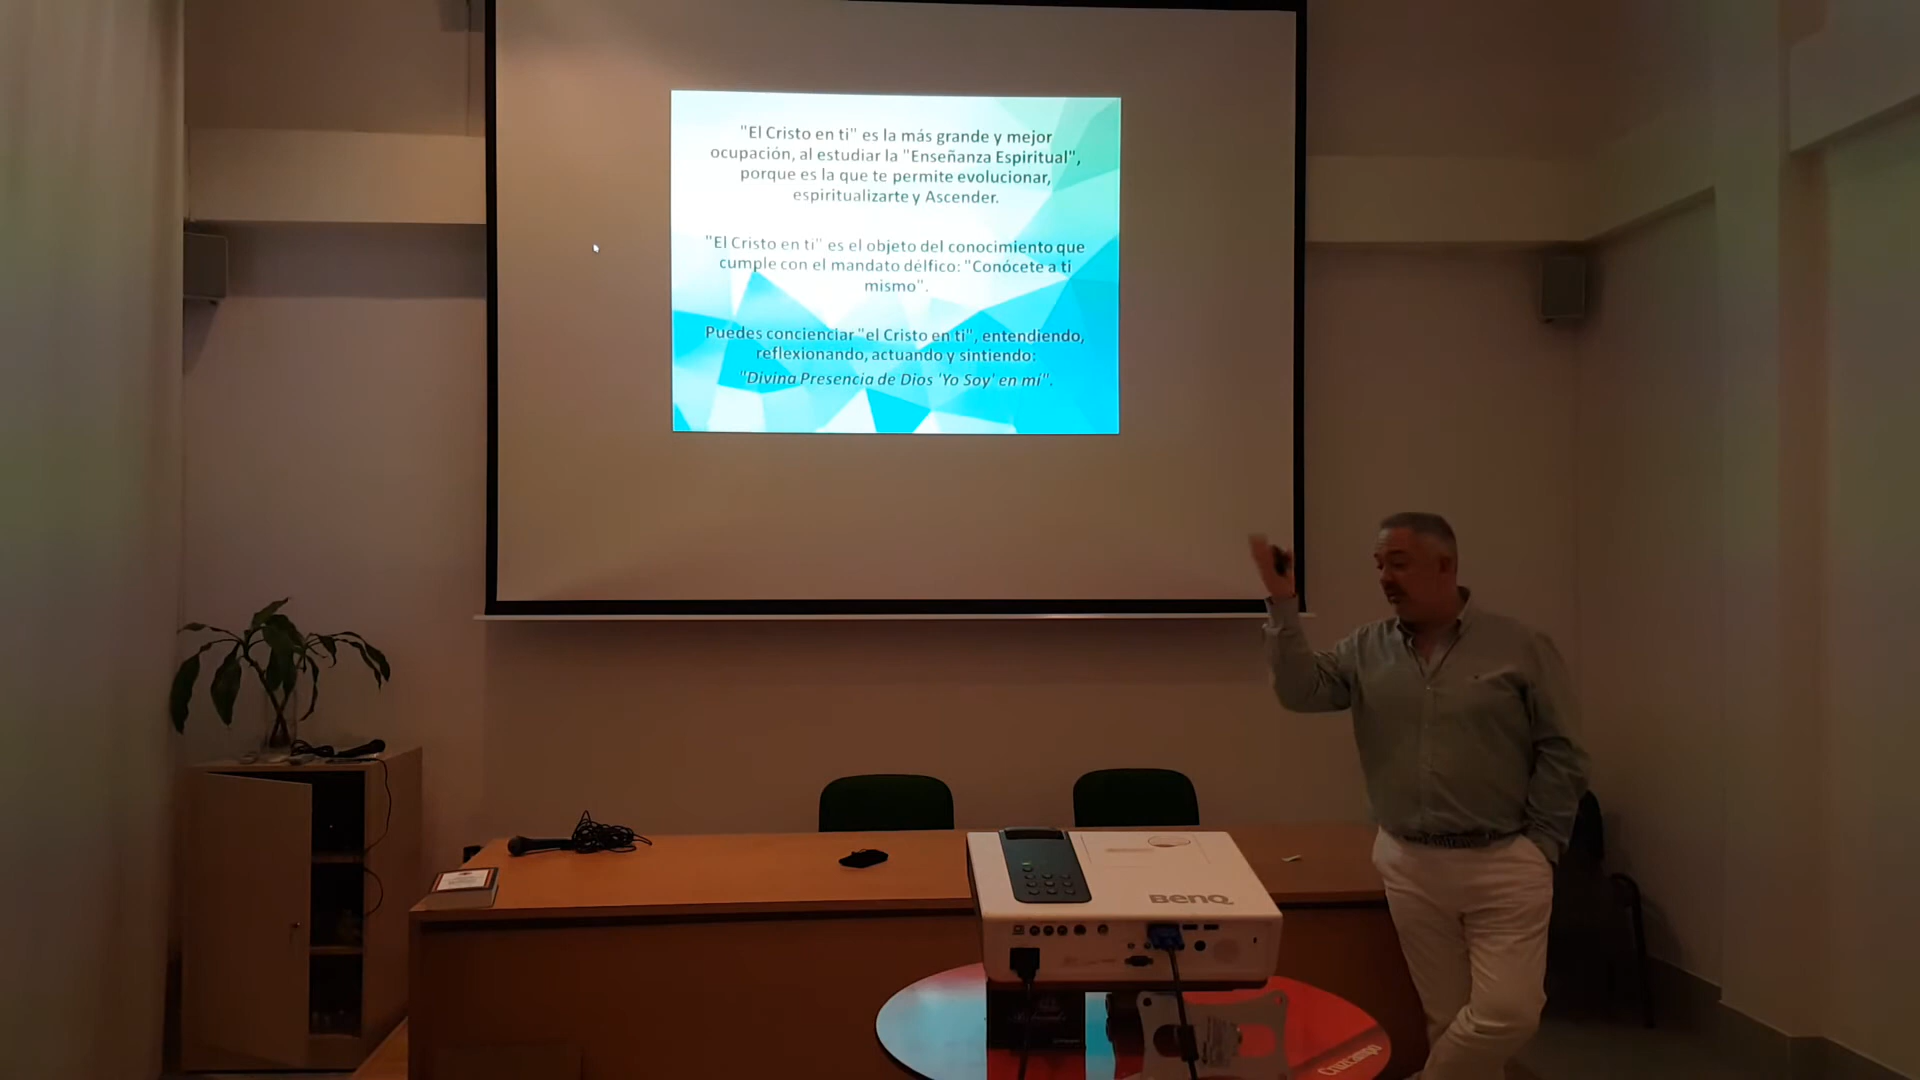 "El Cristo en ti" es la más grande y mejor
ocupación, al estudiar la "Enseñanza Espiritual",
porque es la que te permite evolucionar,
espiritualizarte y Ascender.
"El Cristo en ti" es el objeto del conocimiento que
cumple con el mandato délfico: "Conócete a ti
mismo".
Puedes concienciar "el Cristo en ti", entendiendo,
reflexionando, actuando y sintiendo:
"Divina Presencia de Dios 'Yo Soy' en mí".
BenQ
Cruzcampo